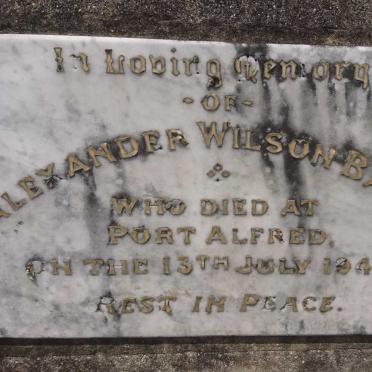 In Loving Memory
- OF -
ALEXANDER WILSON BA
WHO DIED AT
PORT ALFRED,
ON THE 13TH JULY 194
REST IN PEACE.